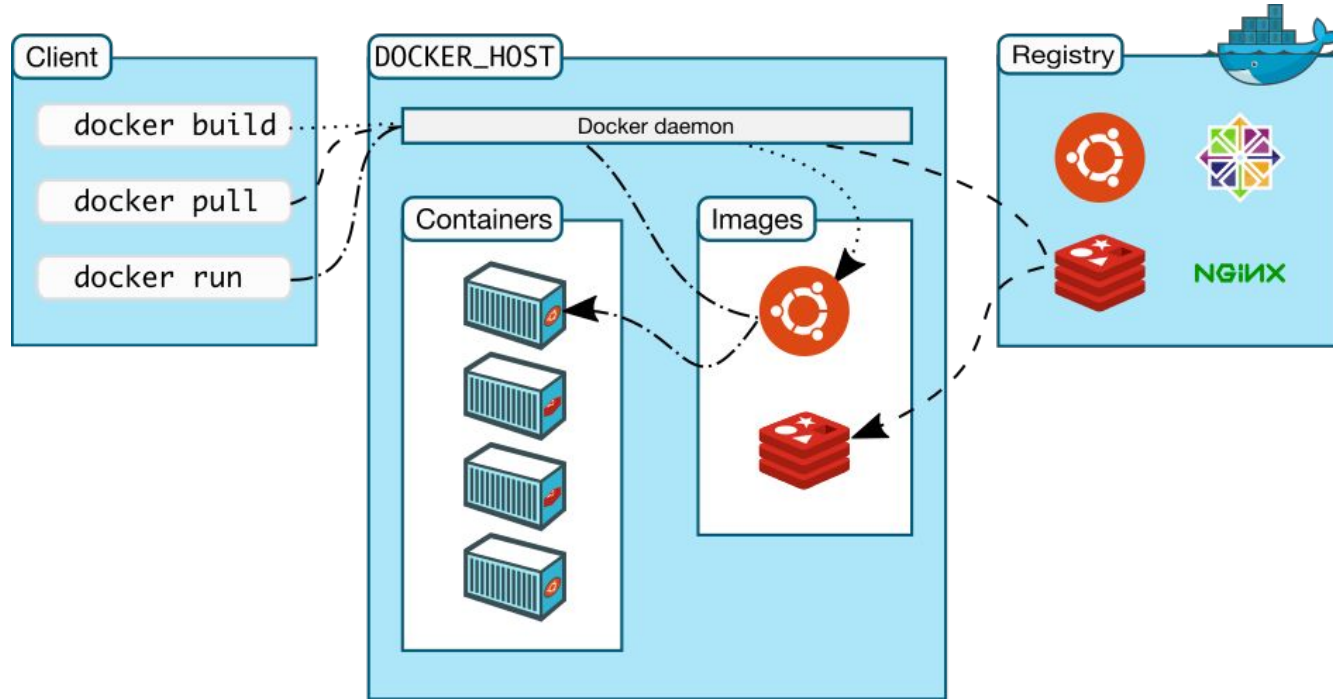 Client
docker build
docker pull
docker run
DOCKER_HOST
Docker daemon
Containers
Images
Registry
NGiNX